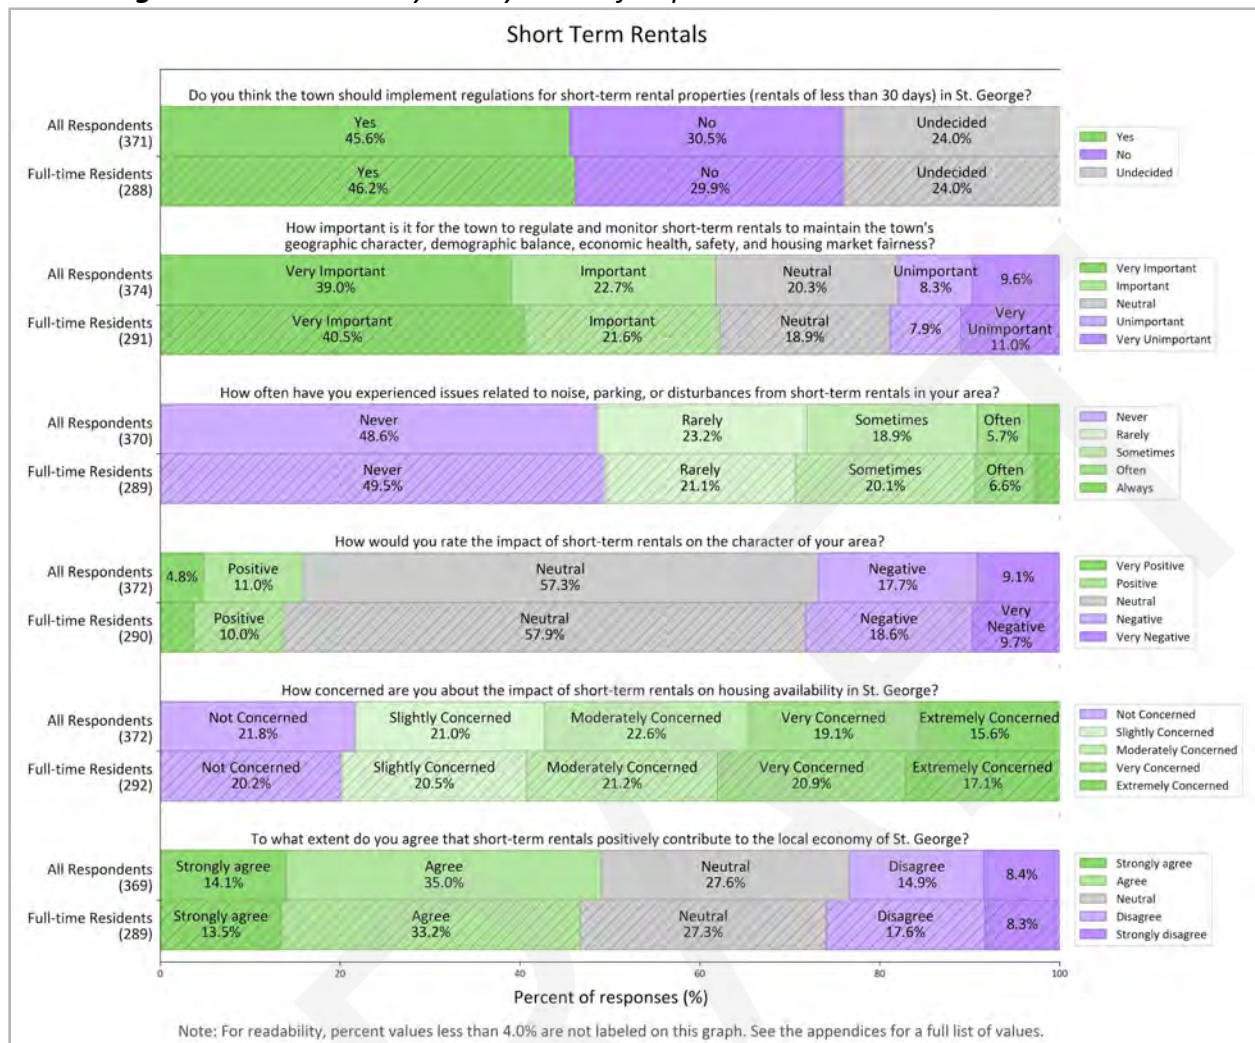 Short Term Rentals
Do you think the town should implement regulations for short-term rental properties (rentals of less than 30 days) in St. George?
All Respondents
(371)
Yes
45.6%
No
30.5%
Undecided
24.0%
Full-time Residents
(288)
Yes
46.2%
No
29.9%
Undecided
24.0%
Yes
No
Undecided
How important is it for the town to regulate and monitor short-term rentals to maintain the town's
geographic character, demographic balance, economic health, safety, and housing market fairness?
All Respondents
(374)
Very Important
39.0%
Important
22.7%
Neutral
20.3%
Unimportant
8.3%
9.6%
Full-time Residents
(291)
Very Important
40.5%
Important
21.6%
Neutral
18.9%
7.9%
Very
Unimportant
11.0%
Very Important
Important
Neutral
Unimportant
Very Unimportant
How often have you experienced issues related to noise, parking, or disturbances from short-term rentals in your area?
All Respondents
(370)
Never
48.6%
Rarely
23.2%
Sometimes
18.9%
Often
5.7%
Full-time Residents
(289)
Never
49.5%
Rarely
21.1%
Sometimes
20.1%
Often
6.6%
Never
Rarely
Sometimes
Often
Always
How would you rate the impact of short-term rentals on the character of your area?
All Respondents
(372)
4.8%
Positive
11.0%
Neutral
57.3%
Negative
17.7%
9.1%
Full-time Residents
(290)
Positive
10.0%
Neutral
57.9%
Negative
18.6%
Very
Negative
9.7%
Very Positive
Positive
Neutral
Negative
Very Negative
How concerned are you about the impact of short-term rentals on housing availability in St. George?
All Respondents
(372)
Not Concerned
21.8%
Slightly Concerned
21.0%
Moderately Concerned
22.6%
Very Concerned
19.1%
Extremely Concerned
15.6%
Full-time Residents
(292)
Not Concerned
20.2%
Slightly Concerned
20.5%
Moderately Concerned
21.2%
Very Concerned
20.9%
Extremely Concerned
17.1%
Not Concerned
Slightly Concerned
Moderately Concerned
Very Concerned
Extremely Concerned
To what extent do you agree that short-term rentals positively contribute to the local economy of St. George?
All Respondents
(369)
Strongly agree
14.1%
Agree
35.0%
Neutral
27.6%
Disagree
14.9%
8.4%
Full-time Residents
(289)
Strongly agree
13.5%
Agree
33.2%
Neutral
27.3%
Disagree
17.6%
8.3%
Strongly agree
Agree
Neutral
Disagree
Strongly disagree
0
20
40
60
80
100
Percent of responses (%)
Note: For readability, percent values less than 4.0% are not labeled on this graph. See the appendices for a full list of values.